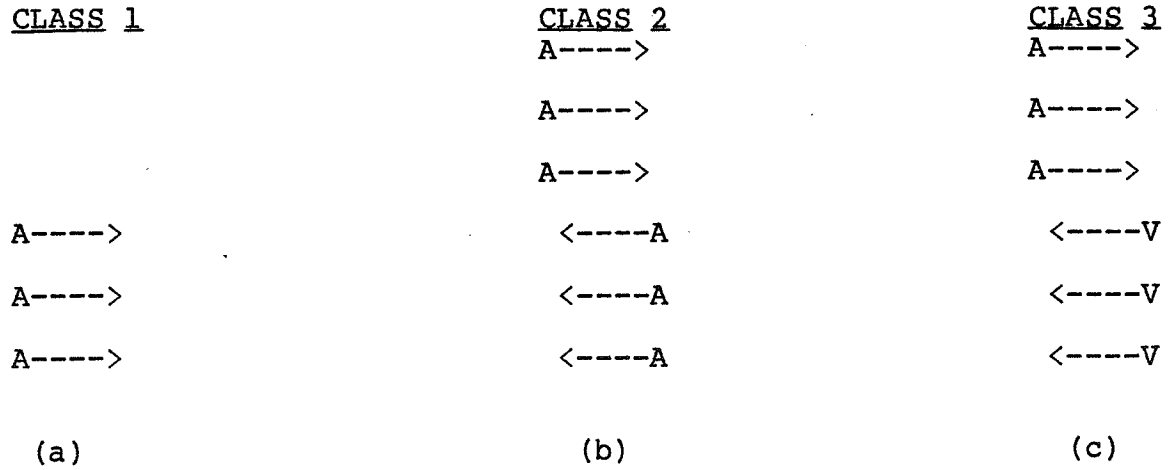 CLASS 1 CLASS 2 CLASS 3
A----> A---->
A----> A---->
A----> A---->
A----> <----A <----V
A----> <----A <----V
A----> <----A <----V
(a) (b) (c)